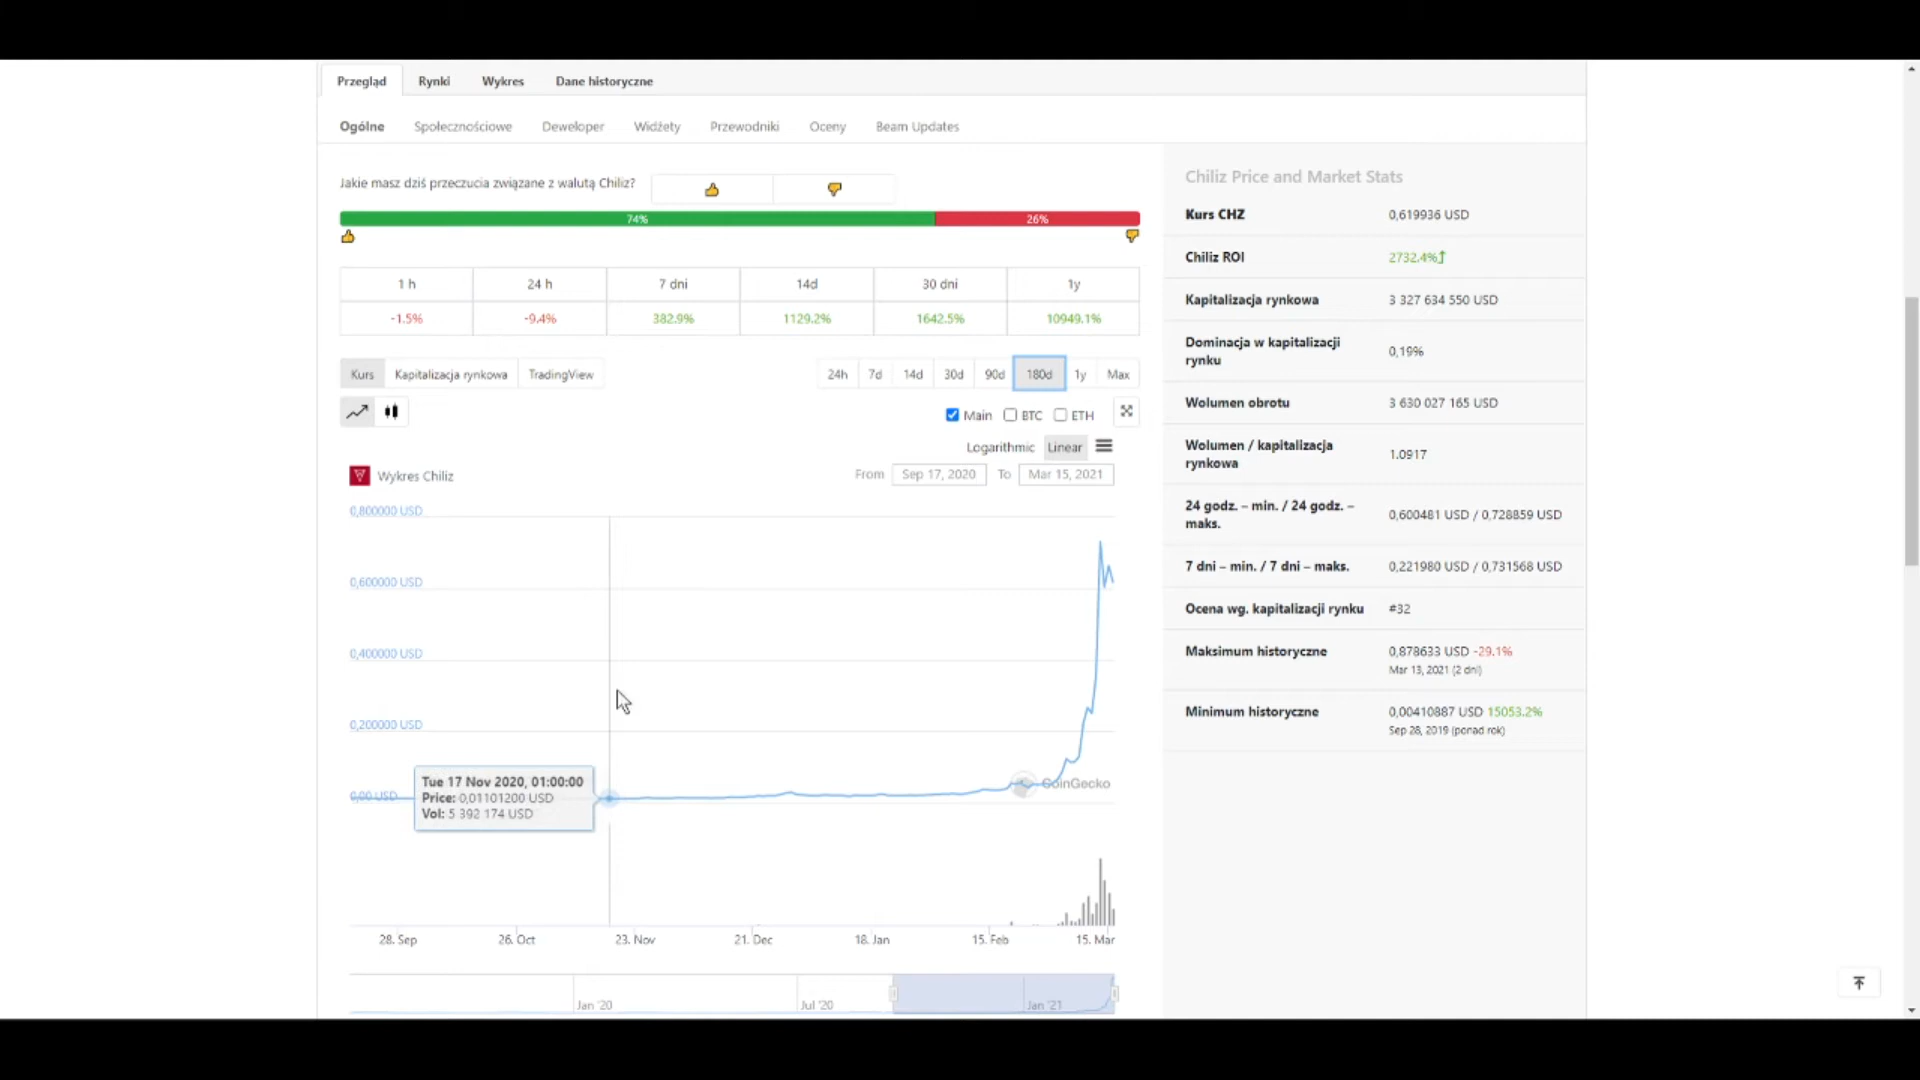 Przegląd Rynki Wykres Dane historyczne
Ogólne Społecznościowe Deweloper Widżety Przewodniki Oceny Beam Updates
Jakie masz dziś przeczucia związane z walutą Chiliz?
74% 26%
1 h 24 h 7 dni 14d 30 dni 1y
-1.5% -9.4% 382.9% 1129.2% 1642.5% 10949.1%
Kurs Kapitalizacja rynkowa TradingView 24h 7d 14d 30d 90d 180d 1y Max
Main BTC ETH
Logarithmic Linear
Wykres Chiliz From Sep 17, 2020 To Mar 15, 2021
0,800000 USD
0,600000 USD
0,400000 USD
0,200000 USD
0,00 USD
Tue 17 Nov 2020, 01:00:00
Price: 0,01101200 USD
Vol: 5 392 174 USD
CoinGecko
28. Sep 26. Oct 23. Nov 21. Dec 18. Jan 15. Feb 15. Mar
Jan '20 Jul '20 Jan '21
Chiliz Price and Market Stats
Kurs CHZ 0,619936 USD
Chiliz ROI 2732.4%
Kapitalizacja rynkowa 3 327 634 550 USD
Dominacja w kapitalizacji
rynku 0,19%
Wolumen obrotu 3 630 027 165 USD
Wolumen / kapitalizacja
rynkowa 1.0917
24 godz. – min. / 24 godz. –
maks. 0,600481 USD / 0,728859 USD
7 dni – min. / 7 dni – maks. 0,221980 USD / 0,731568 USD
Ocena wg. kapitalizacji rynku #32
Maksimum historyczne 0,878633 USD -29.1%
Mar 13, 2021 (2 dni)
Minimum historyczne 0,00410887 USD 15053.2%
Sep 28, 2019 (ponad rok)